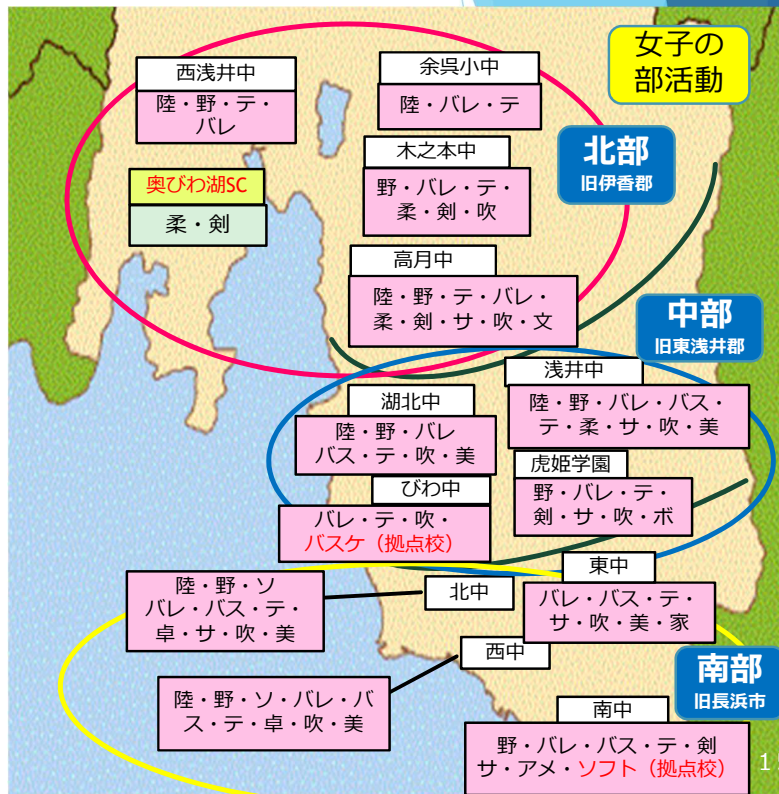 女子の
部活動
西浅井中
陸・野・テ・
バレ
余呉小中
陸・バレ・テ
木之本中
野・バレ・テ・
柔・剣・吹
北部
旧伊香郡
奥びわ湖SC
柔・剣
高月中
陸・野・テ・バレ・
柔・剣・サ・吹・文
中部
旧東浅井郡
浅井中
陸・野・バレ・バス・
テ・柔・サ・吹・美
湖北中
陸・野・バレ
バス・テ・吹・美
虎姫学園
野・バレ・テ・
剣・サ・吹・ボ
びわ中
バレ・テ・吹・
バスケ（拠点校）
東中
バレ・バス・テ・
サ・吹・美・家
北中
陸・野・ソ
バレ・バス・テ・
卓・サ・吹・美
西中
陸・野・ソ・バレ・バ
ス・テ・卓・吹・美
南部
旧長浜市
南中
野・バレ・バス・テ・剣
サ・アメ・ソフト（拠点校）
1